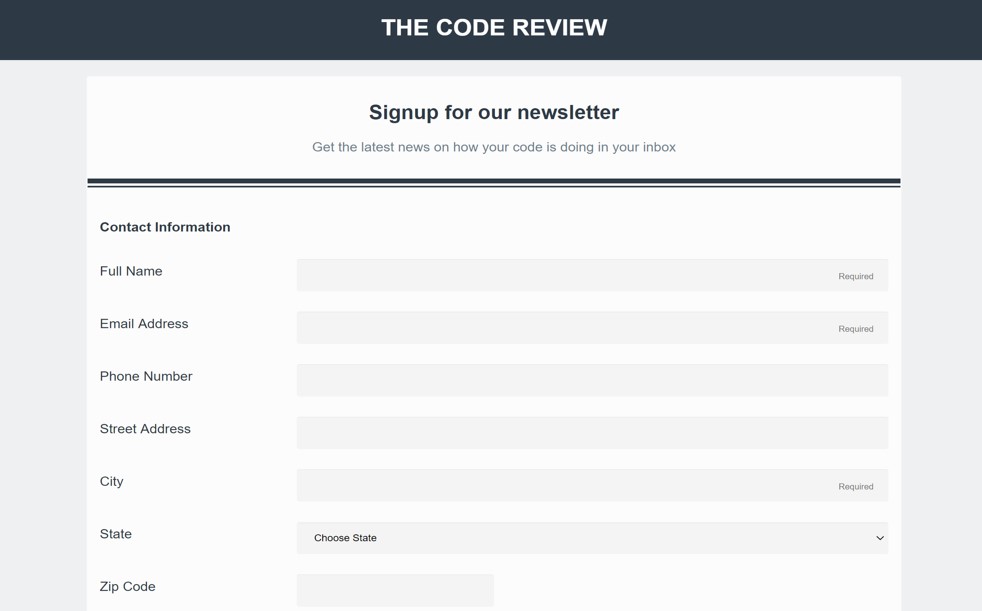 THE CODE REVIEW
Signup for our newsletter
Get the latest news on how your code is doing in your inbox
Contact Information
Full Name
Required
Email Address
Required
Phone Number
Street Address
City
Required
State
Choose State
Zip Code